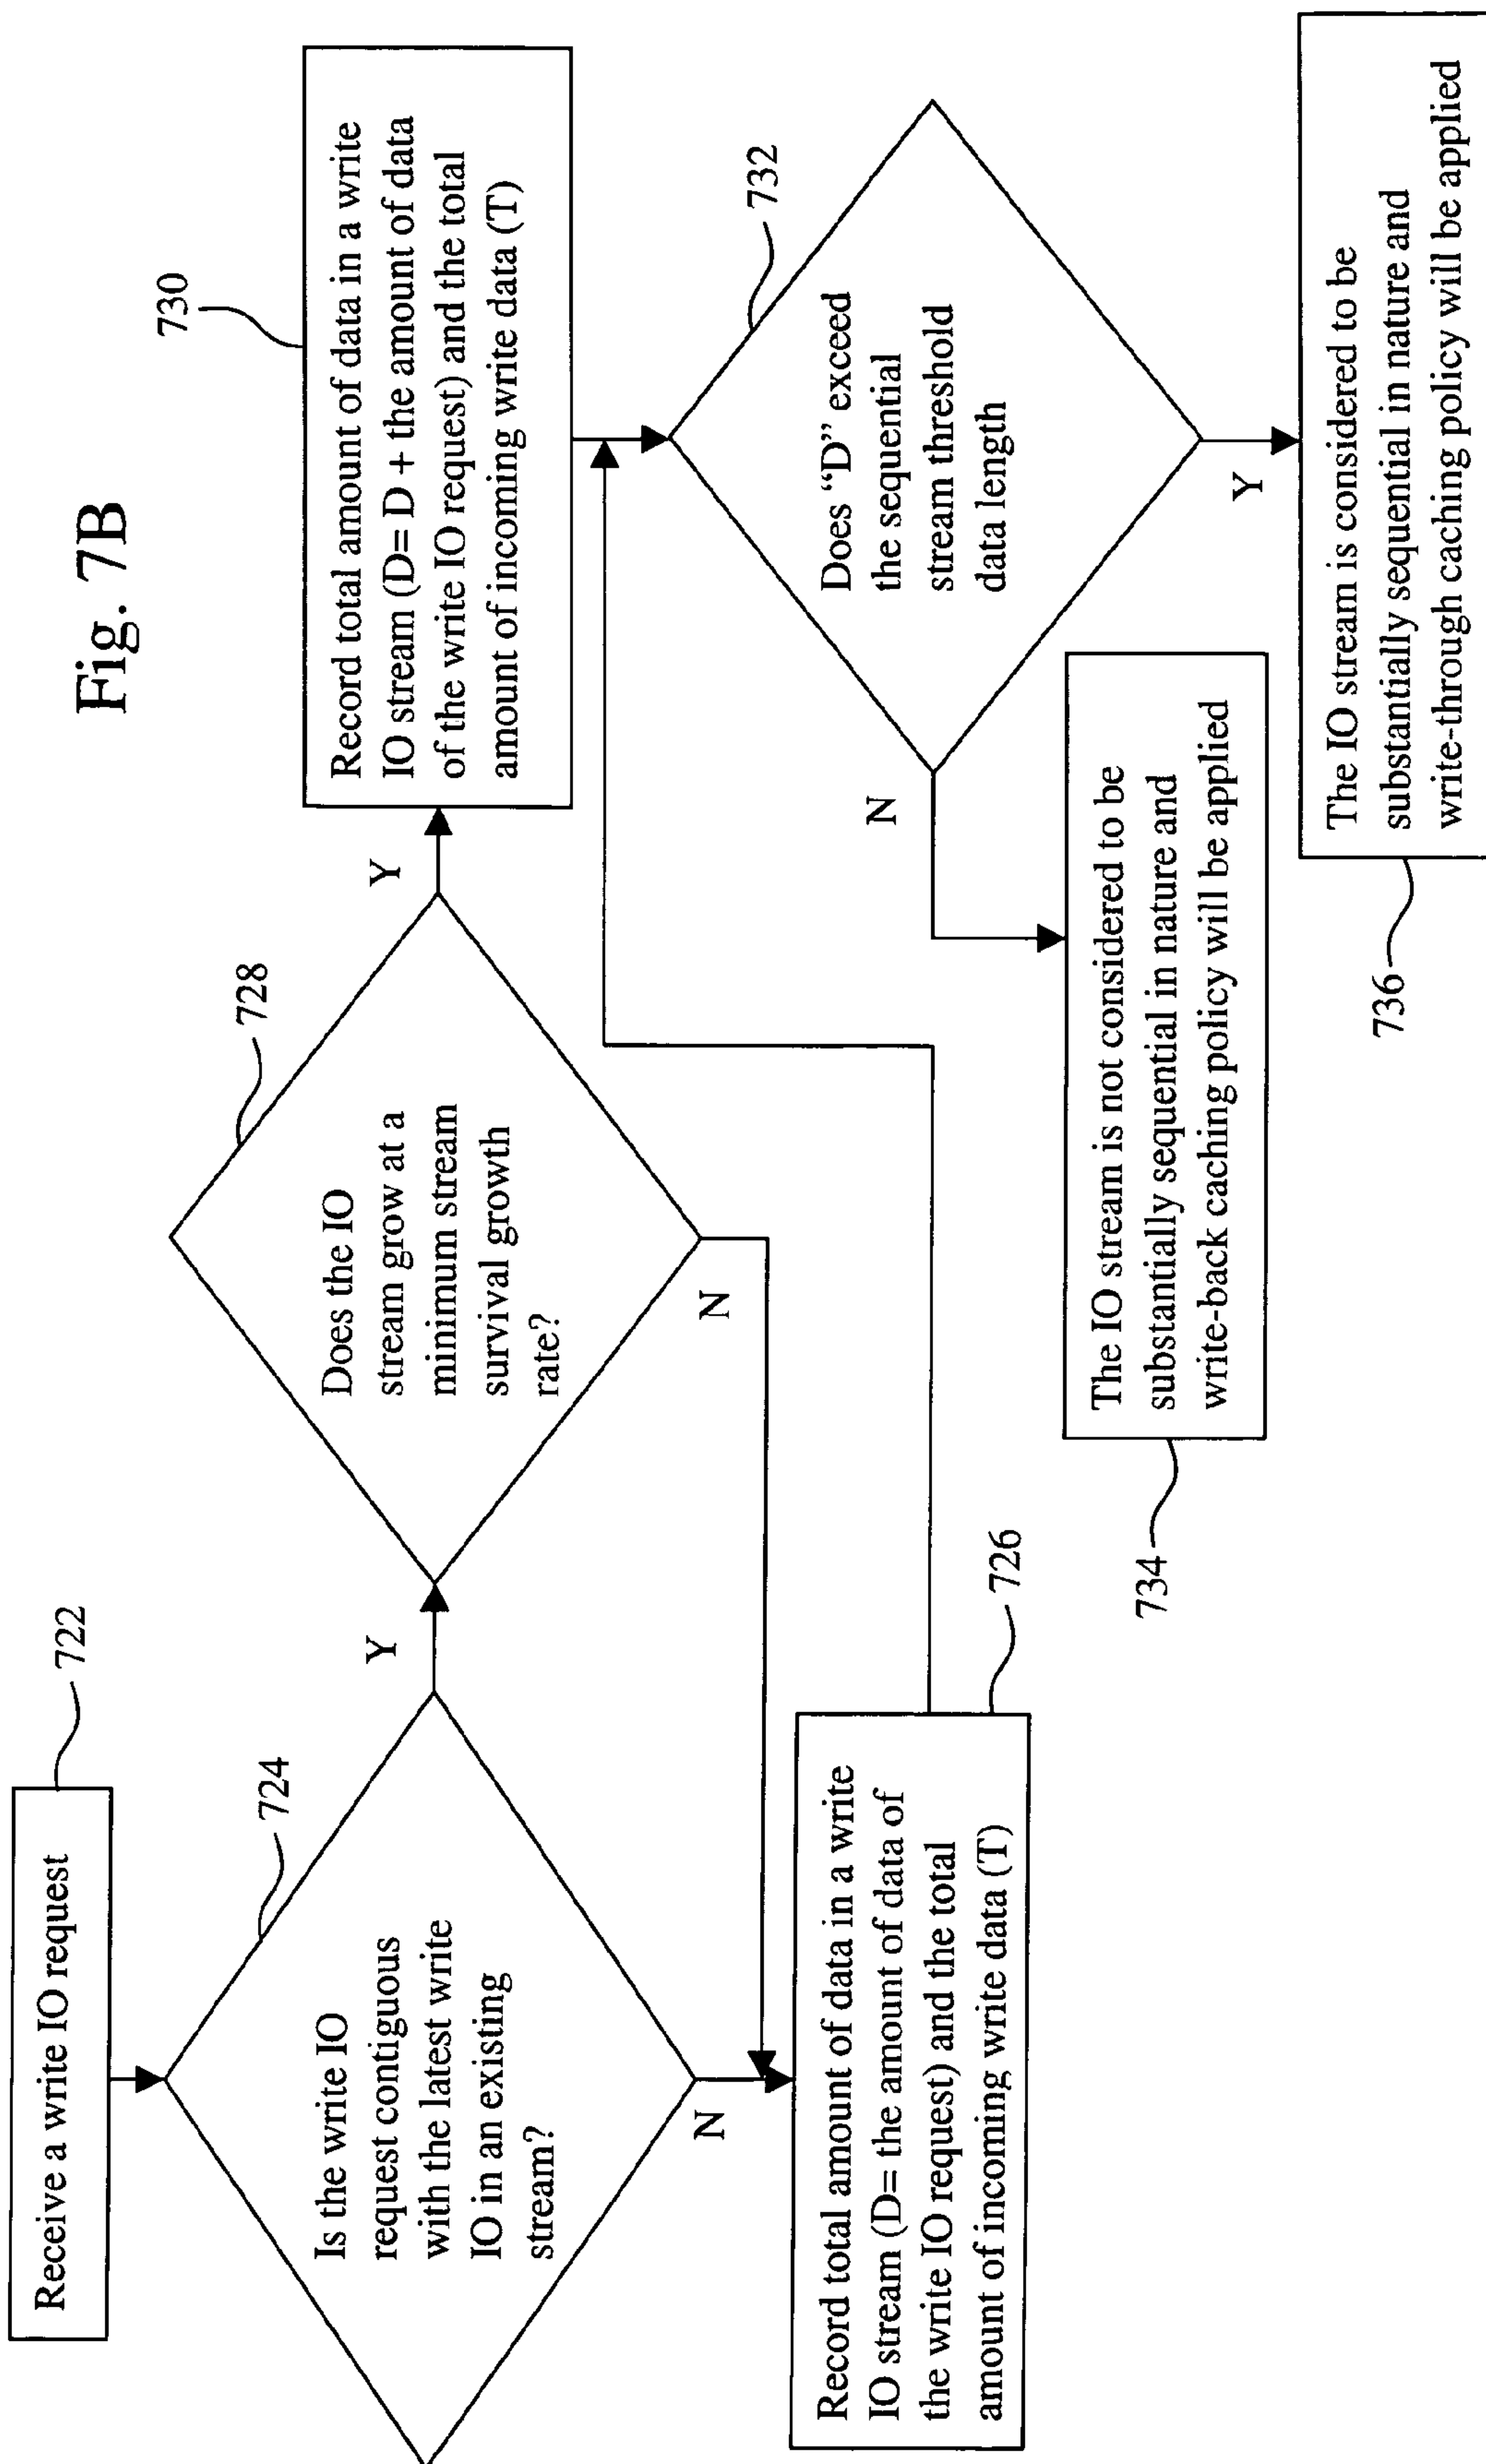 Fig. 7B
Receive a write IO request
722
Is the write IO
request contiguous
with the latest write
IO in an existing
stream?
724
Y
N
Does the IO
stream grow at a
minimum stream
survival growth
rate?
728
Y
N
Record total amount of data in a write
IO stream (D= the amount of data of
the write IO request) and the total
amount of incoming write data (T)
726
Record total amount of data in a write
IO stream (D= D + the amount of data
of the write IO request) and the total
amount of incoming write data (T)
730
Does “D” exceed
the sequential
stream threshold
data length
732
N
Y
The IO stream is not considered to be
substantially sequential in nature and
write-back caching policy will be applied
734
The IO stream is considered to be
substantially sequential in nature and
write-through caching policy will be applied
736